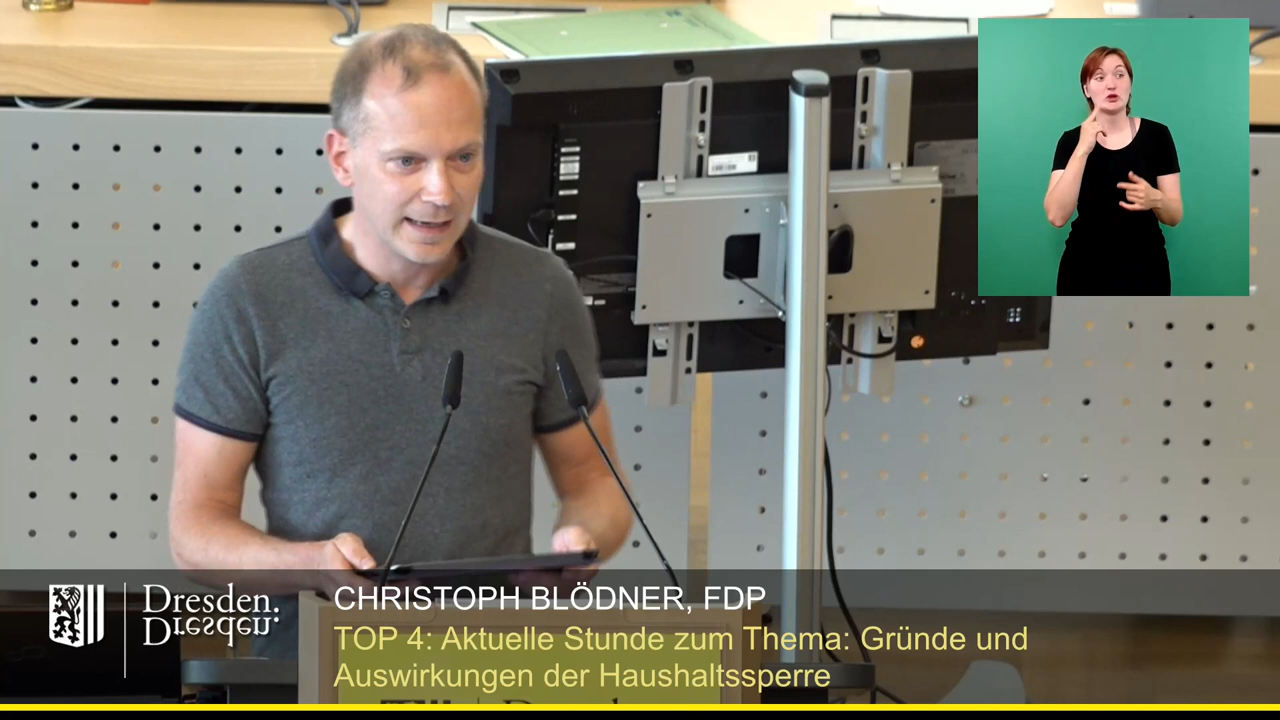 CHRISTOPH BLÖDNER, FDP
TOP 4: Aktuelle Stunde zum Thema: Gründe und
Auswirkungen der Haushaltssperre
Dresden.
Dresden.